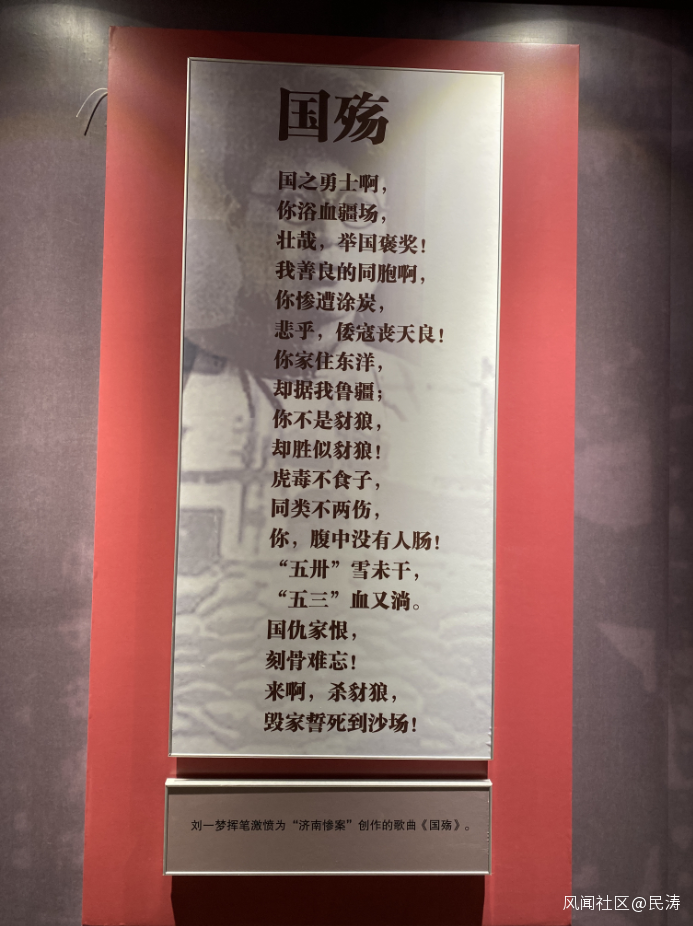 国殇
国之勇士啊，
你浴血疆场，
壮哉，举国褒奖！
我善良的同胞啊，
你惨遭涂炭，
悲乎，倭寇丧天良！
你家住东洋，
却据我鲁疆；
你不是豺狼，
却胜似豺狼！
虎毒不食子，
同类不两伤，
你，腹中没有人肠！
“五卅”雪未干，
“五三”血又淌。
国仇家恨，
刻骨难忘！
来啊，杀豺狼，
毁家誓死到沙场！
刘一梦挥笔激愤为“济南惨案”创作的歌曲《国殇》。
风闻社区@民涛